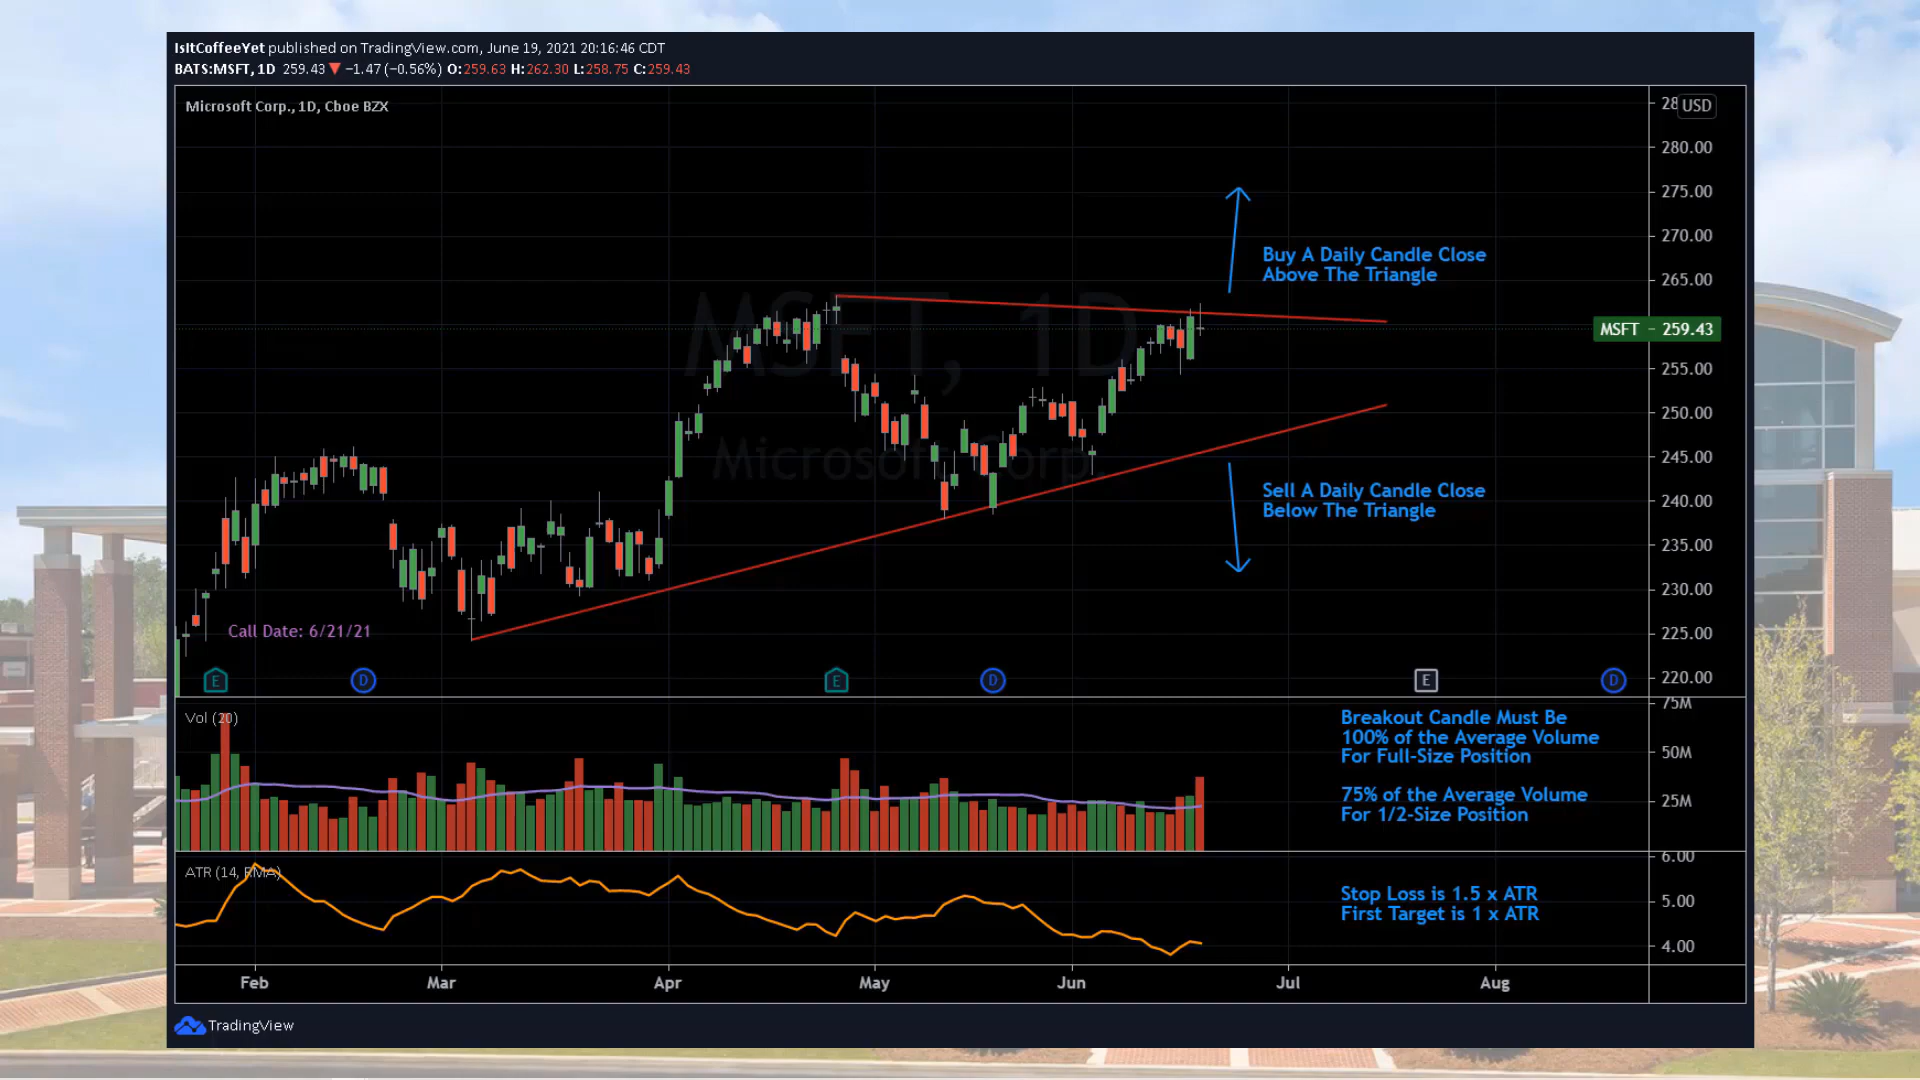 IsItCoffeeYet published on TradingView.com, June 19, 2021 20:16:46 CDT
BATS:MSFT, 1D 259.43 ▼ −1.47 (−0.56%) O:259.63 H:262.30 L:258.75 C:259.43
Microsoft Corp., 1D, Cboe BZX
USD
280.00
275.00
270.00
265.00
MSFT − 259.43
255.00
250.00
245.00
240.00
235.00
230.00
225.00
220.00
MSFT, 1D
Microsoft Corp.
Buy A Daily Candle Close
Above The Triangle
Sell A Daily Candle Close
Below The Triangle
Call Date: 6/21/21
E D E D E D
Vol (20)
75M
50M
25M
Breakout Candle Must Be
100% of the Average Volume
For Full-Size Position
75% of the Average Volume
For 1/2-Size Position
ATR (14, RMA)
6.00
5.00
4.00
Stop Loss is 1.5 x ATR
First Target is 1 x ATR
Feb Mar Apr May Jun Jul Aug
TradingView